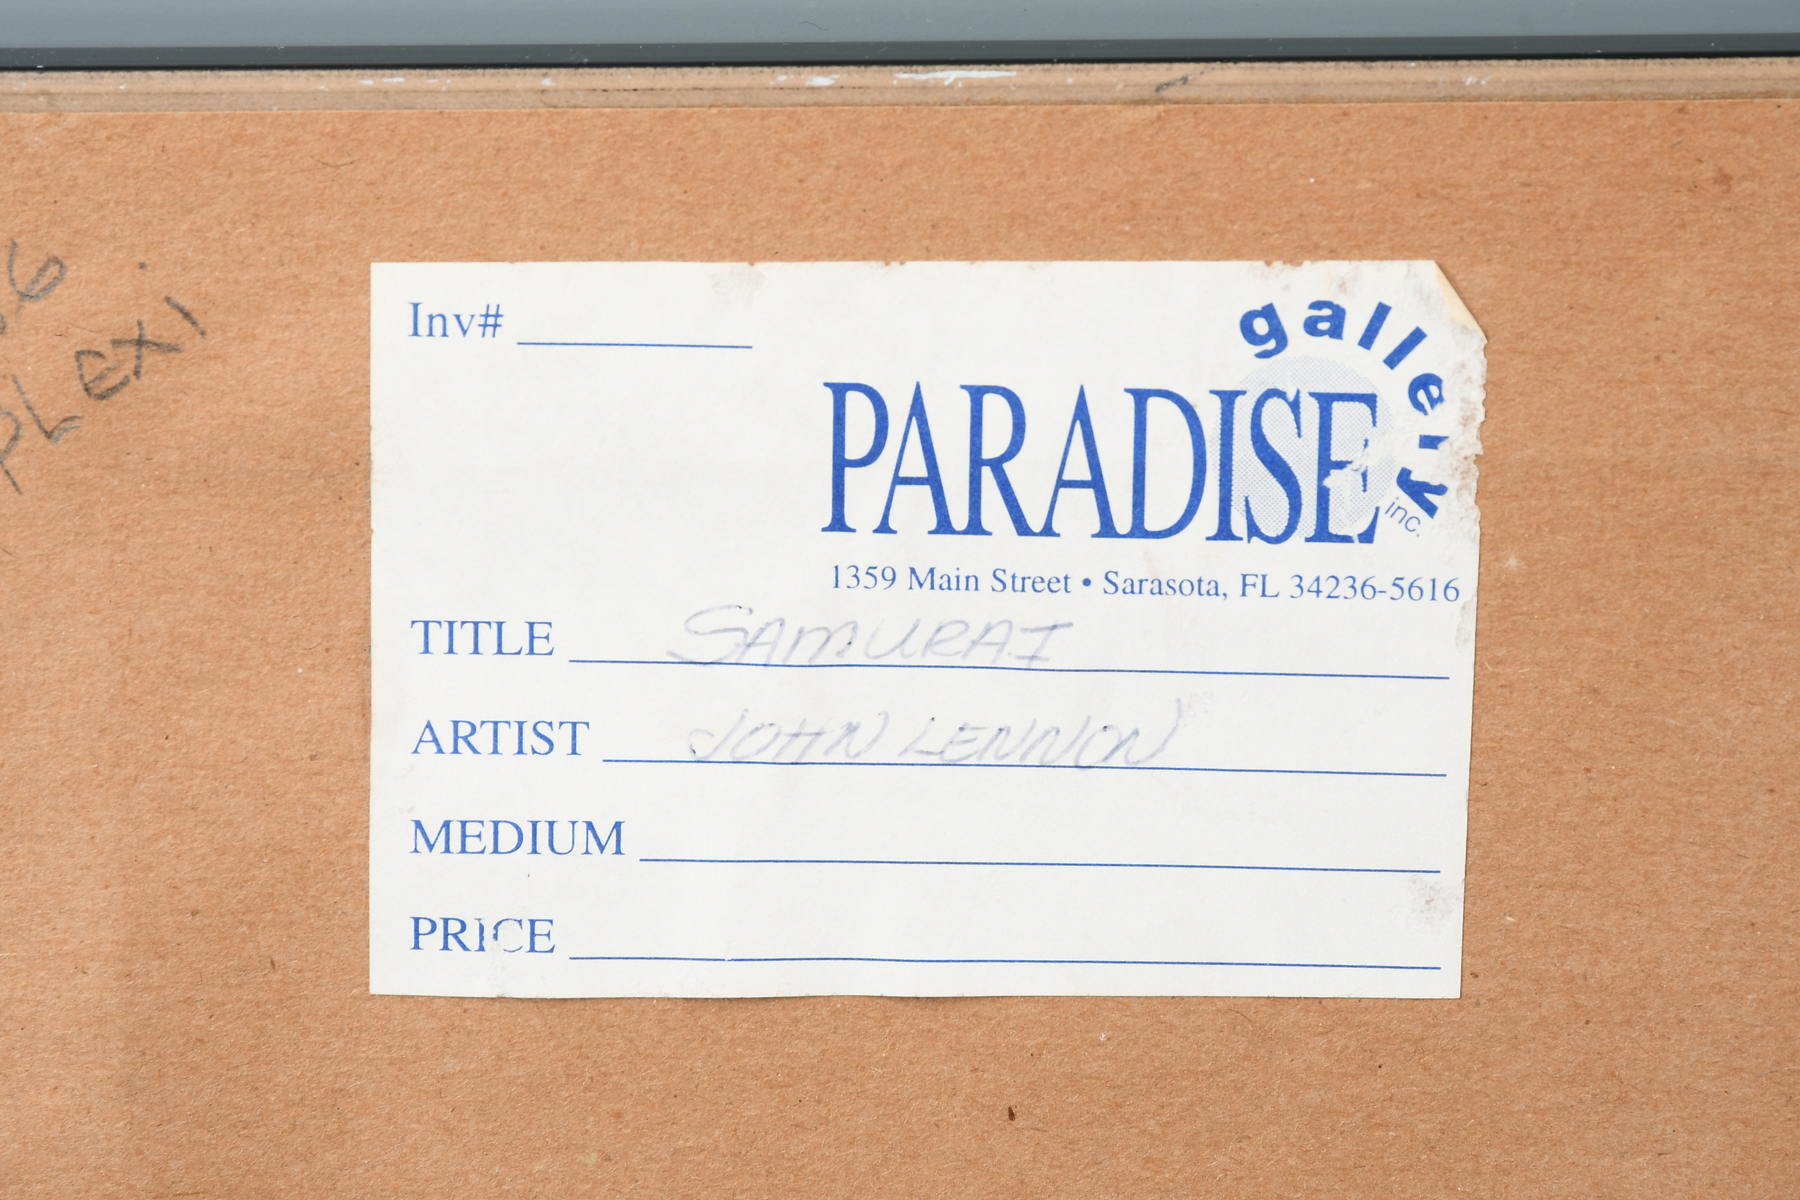 Inv#
gallery
PARADISE
inc.
1359 Main Street • Sarasota, FL 34236-5616
TITLE SAMURAI
ARTIST JOHN LENNON
MEDIUM
PRICE
PLEXI